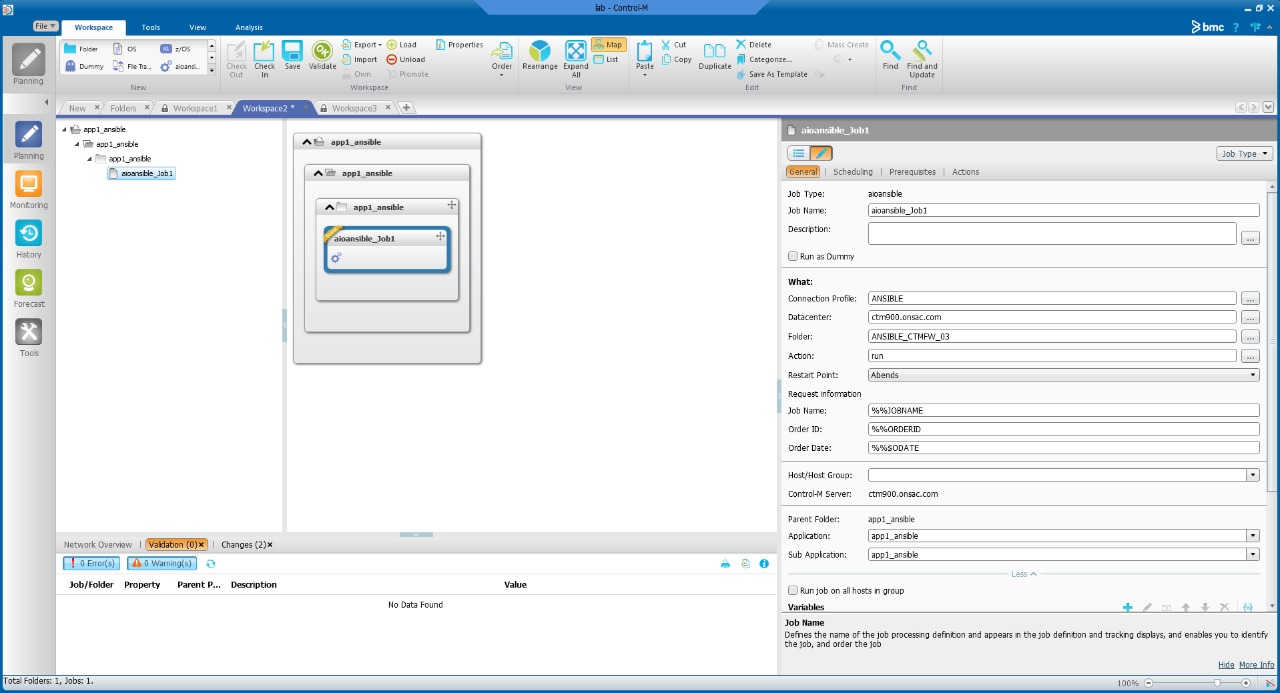 lab - Control-M
File
Workspace Tools View Analysis
bmc ?
Planning
Folder OS z/OS
Dummy File Tra... aioansi...
New
Check Out
Check In
Save
Validate
Export Load Properties
Import Unload
Own Promote
Order
Workspace
Rearrange
Expand All
Map
List
View
Paste
Cut
Copy
Duplicate
Delete
Categorize...
Save As Template
Mass Create
Edit
Find
Find and Update
Find
New Folders Workspace1 Workspace2 * Workspace3
Planning
Monitoring
History
Forecast
Tools
app1_ansible
app1_ansible
app1_ansible
aioansible_Job1
app1_ansible
app1_ansible
app1_ansible
aioansible_Job1
aioansible_Job1
Job Type
General | Scheduling | Prerequisites | Actions
Job Type: aioansible
Job Name: aioansible_Job1
Description: ...
Run as Dummy
What:
Connection Profile: ANSIBLE ...
Datacenter: ctm900.onsac.com ...
Folder: ANSIBLE_CTMFW_03 ...
Action: run ...
Restart Point: Abends
Request information
Job Name: %%JOBNAME
Order ID: %%ORDERID
Order Date: %%$ODATE
Host/Host Group:
Control-M Server: ctm900.onsac.com
Parent Folder: app1_ansible
Application: app1_ansible
Sub Application: app1_ansible
Less
Run job on all hosts in group
Variables
Job Name
Defines the name of the job processing definition and appears in the job definition and tracking displays, and enables you to identify
the job, and order the job
Hide More Info
Network Overview | Validation (0) | Changes (2)
0 Error(s) 0 Warning(s)
Job/Folder Property Parent P... Description Value
No Data Found
Total Folders: 1, Jobs: 1.
100%